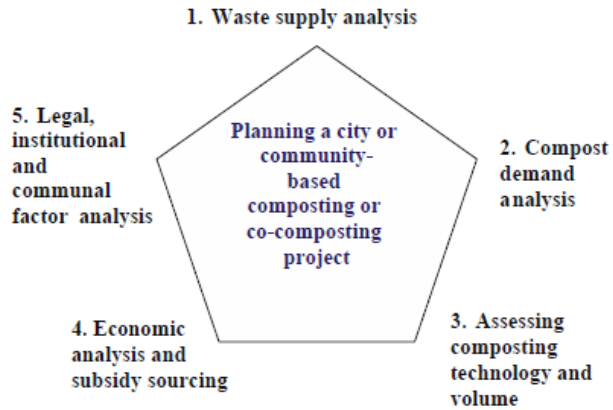 1. Waste supply analysis
5. Legal,
institutional
and
communal
factor analysis
Planning a city or
community-
based
composting or
co-composting
project
2. Compost
demand
analysis
4. Economic
analysis and
subsidy sourcing
3. Assessing
composting
technology and
volume